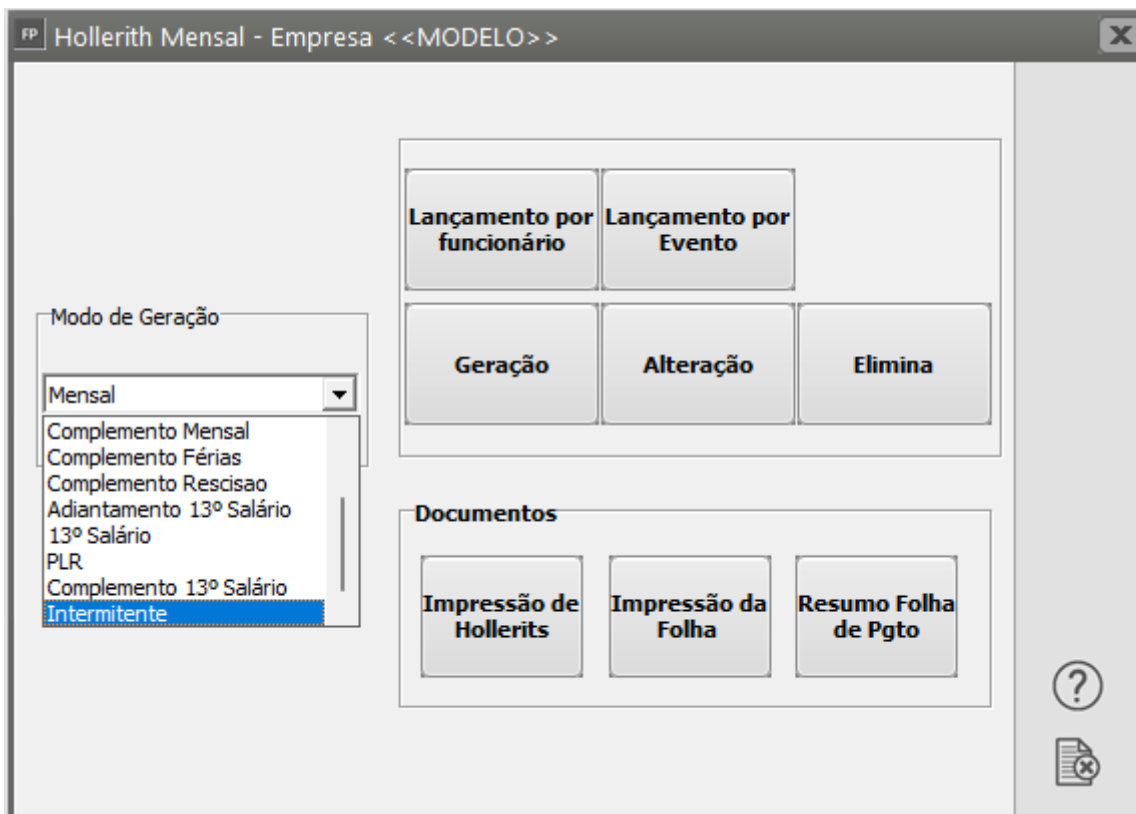 FP Hollerith Mensal - Empresa <<MODELO>>
Lançamento por
funcionário
Lançamento por
Evento
Modo de Geração
Geração
Alteração
Elimina
Mensal
Complemento Mensal
Complemento Férias
Complemento Rescisao
Adiantamento 13º Salário
13º Salário
PLR
Complemento 13º Salário
Intermitente
Documentos
Impressão de
Hollerits
Impressão da
Folha
Resumo Folha
de Pgto